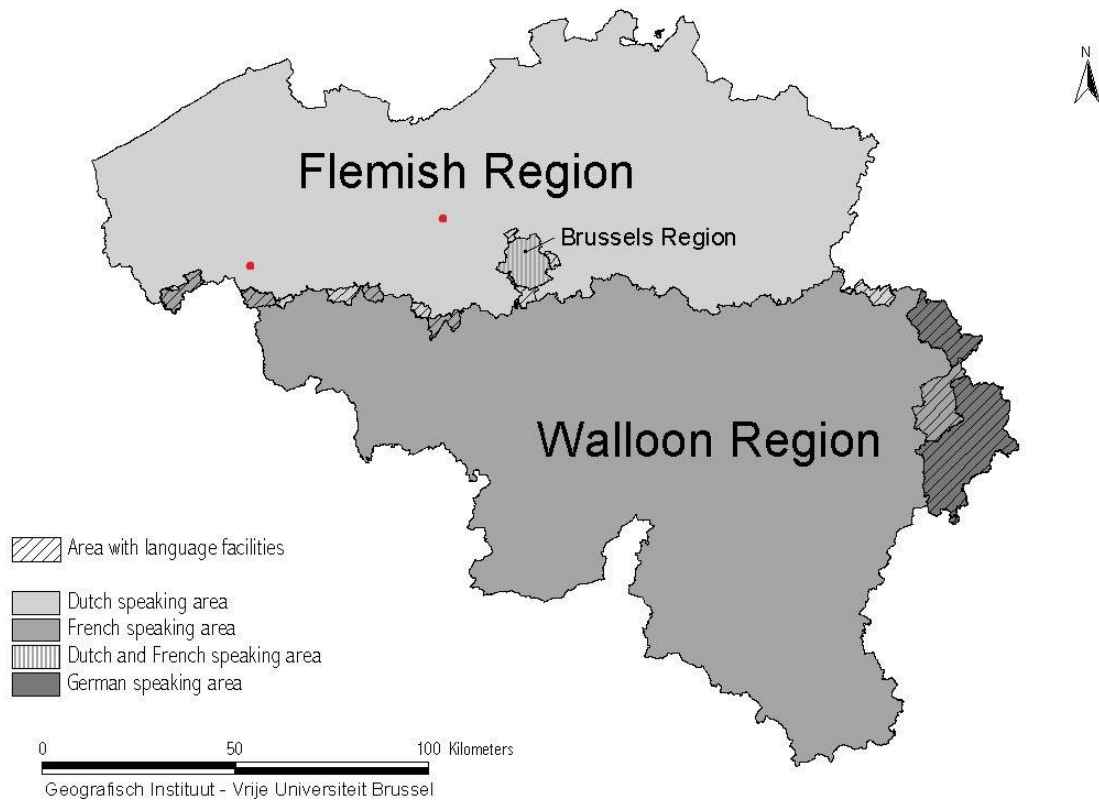 N
Flemish Region
Brussels Region
Walloon Region
Area with language facilities
Dutch speaking area
French speaking area
Dutch and French speaking area
German speaking area
0 50 100 Kilometers
Geografisch Instituut - Vrije Universiteit Brussel